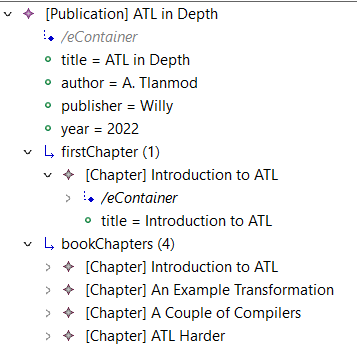 [Publication] ATL in Depth
/eContainer
title = ATL in Depth
author = A. Tlanmod
publisher = Willy
year = 2022
firstChapter (1)
[Chapter] Introduction to ATL
/eContainer
title = Introduction to ATL
bookChapters (4)
[Chapter] Introduction to ATL
[Chapter] An Example Transformation
[Chapter] A Couple of Compilers
[Chapter] ATL Harder